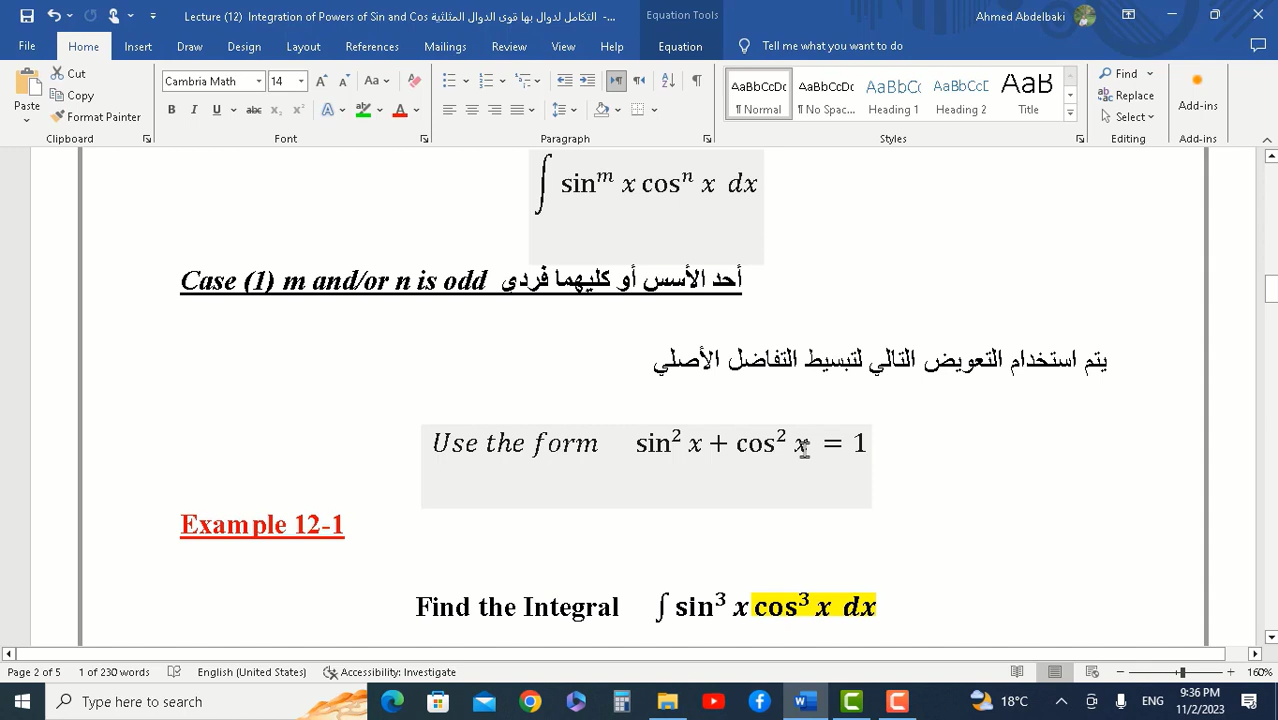 Lecture (12) Integration of Powers of Sin and Cos التكامل لدوال بها قوى الدوال المثلثية -...
Equation Tools
Ahmed Abdelbaki
File Home Insert Draw Design Layout References Mailings Review View Help Equation Tell me what you want to do
Paste
Cut
Copy
Format Painter
Clipboard
Cambria Math 14
Aa
B I U abc x₂ x² A A
Font
Paragraph
AaBbCcDc AaBbCcDc AaBbCc AaBbCcD AaB
¶ Normal ¶ No Spac... Heading 1 Heading 2 Title
Styles
Find
Replace
Select
Editing
Add-ins
Add-ins
∫ sinᵐ x cosⁿ x dx
Case (1) m and/or n is odd أحد الأسس أو كليهما فردي
يتم استخدام التعويض التالي لتبسيط التفاضل الأصلي
Use the form sin² x + cos² x = 1
Example 12-1
Find the Integral ∫ sin³ x cos³ x dx
Page 2 of 5 1 of 230 words English (United States) Accessibility: Investigate 160%
Type here to search
18°C
ENG
9:36 PM
11/2/2023